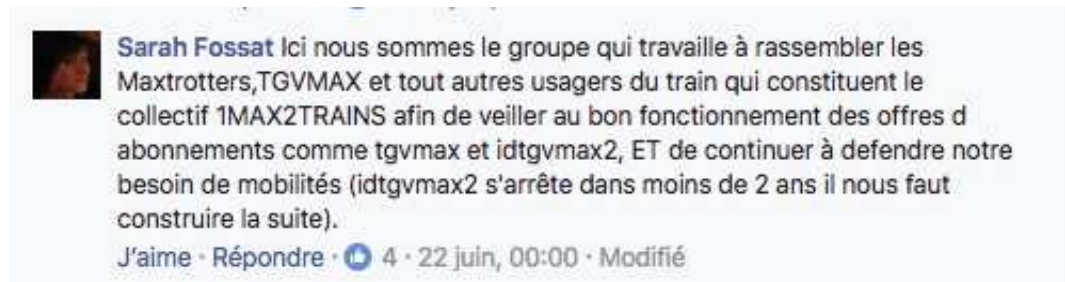 Sarah Fossat Ici nous sommes le groupe qui travaille à rassembler les
Maxtrotters,TGVMAX et tout autres usagers du train qui constituent le
collectif 1MAX2TRAINS afin de veiller au bon fonctionnement des offres d
abonnements comme tgvmax et idtgvmax2, ET de continuer à defendre notre
besoin de mobilités (idtgvmax2 s'arrête dans moins de 2 ans il nous faut
construire la suite).
J'aime · Répondre · 4 · 22 juin, 00:00 · Modifié